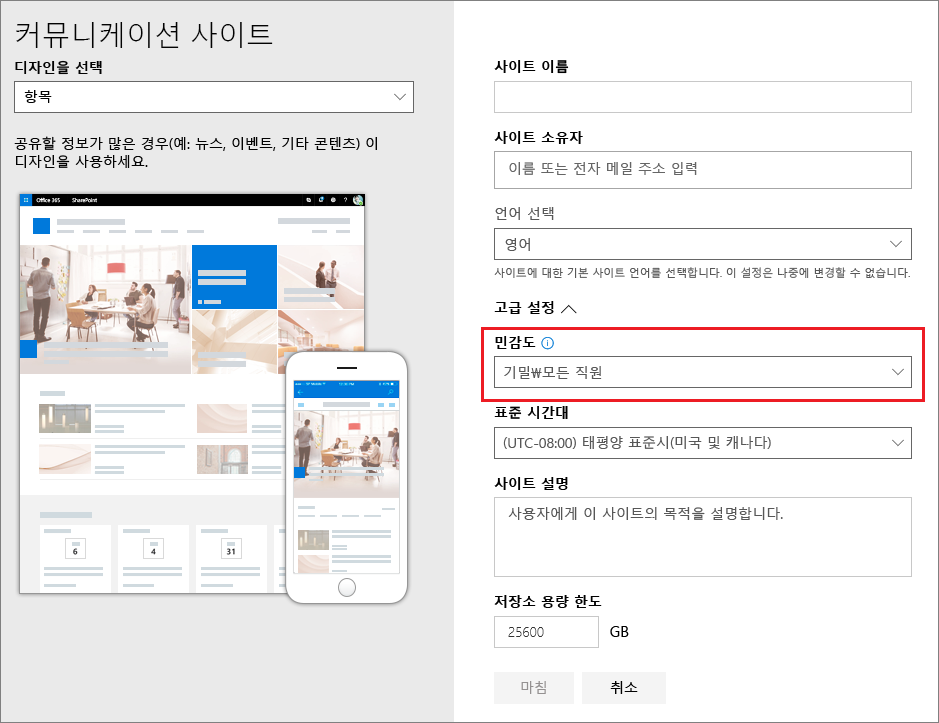 커뮤니케이션 사이트
디자인을 선택
항목
공유할 정보가 많은 경우(예: 뉴스, 이벤트, 기타 콘텐츠) 이
디자인을 사용하세요.
Office 365 SharePoint
6 4 31
사이트 이름
사이트 소유자
이름 또는 전자 메일 주소 입력
언어 선택
영어
사이트에 대한 기본 사이트 언어를 선택합니다. 이 설정은 나중에 변경할 수 없습니다.
고급 설정
민감도
기밀₩모든 직원
표준 시간대
(UTC-08:00) 태평양 표준시(미국 및 캐나다)
사이트 설명
사용자에게 이 사이트의 목적을 설명합니다.
저장소 용량 한도
25600 GB
마침 취소